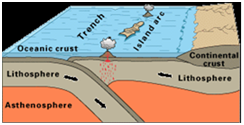 Trench
Island arc
Oceanic crust
Continental
crust
Lithosphere
Lithosphere
Asthenosphere